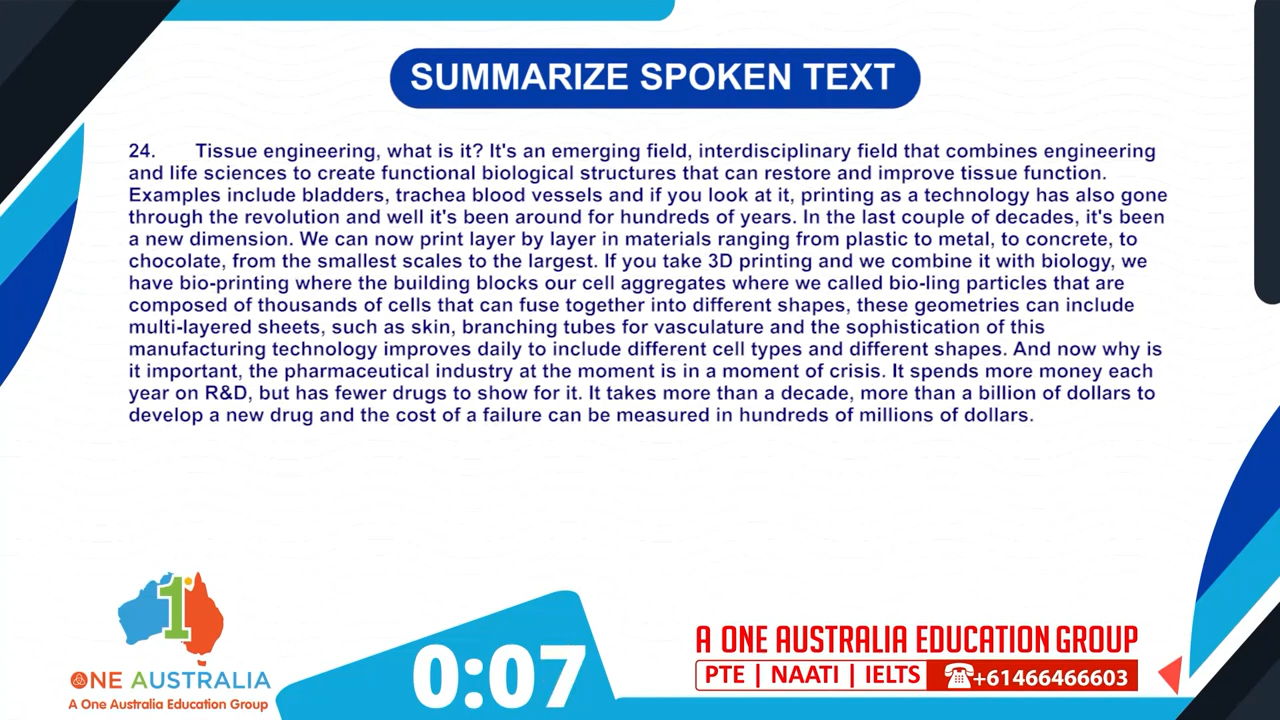 SUMMARIZE SPOKEN TEXT
24. Tissue engineering, what is it? It's an emerging field, interdisciplinary field that combines engineering
and life sciences to create functional biological structures that can restore and improve tissue function.
Examples include bladders, trachea blood vessels and if you look at it, printing as a technology has also gone
through the revolution and well it's been around for hundreds of years. In the last couple of decades, it's been
a new dimension. We can now print layer by layer in materials ranging from plastic to metal, to concrete, to
chocolate, from the smallest scales to the largest. If you take 3D printing and we combine it with biology, we
have bio-printing where the building blocks our cell aggregates where we called bio-ling particles that are
composed of thousands of cells that can fuse together into different shapes, these geometries can include
multi-layered sheets, such as skin, branching tubes for vasculature and the sophistication of this
manufacturing technology improves daily to include different cell types and different shapes. And now why is
it important, the pharmaceutical industry at the moment is in a moment of crisis. It spends more money each
year on R&D, but has fewer drugs to show for it. It takes more than a decade, more than a billion of dollars to
develop a new drug and the cost of a failure can be measured in hundreds of millions of dollars.
1
ONE AUSTRALIA
A One Australia Education Group
0:07
A ONE AUSTRALIA EDUCATION GROUP
PTE | NAATI | IELTS +61466466603